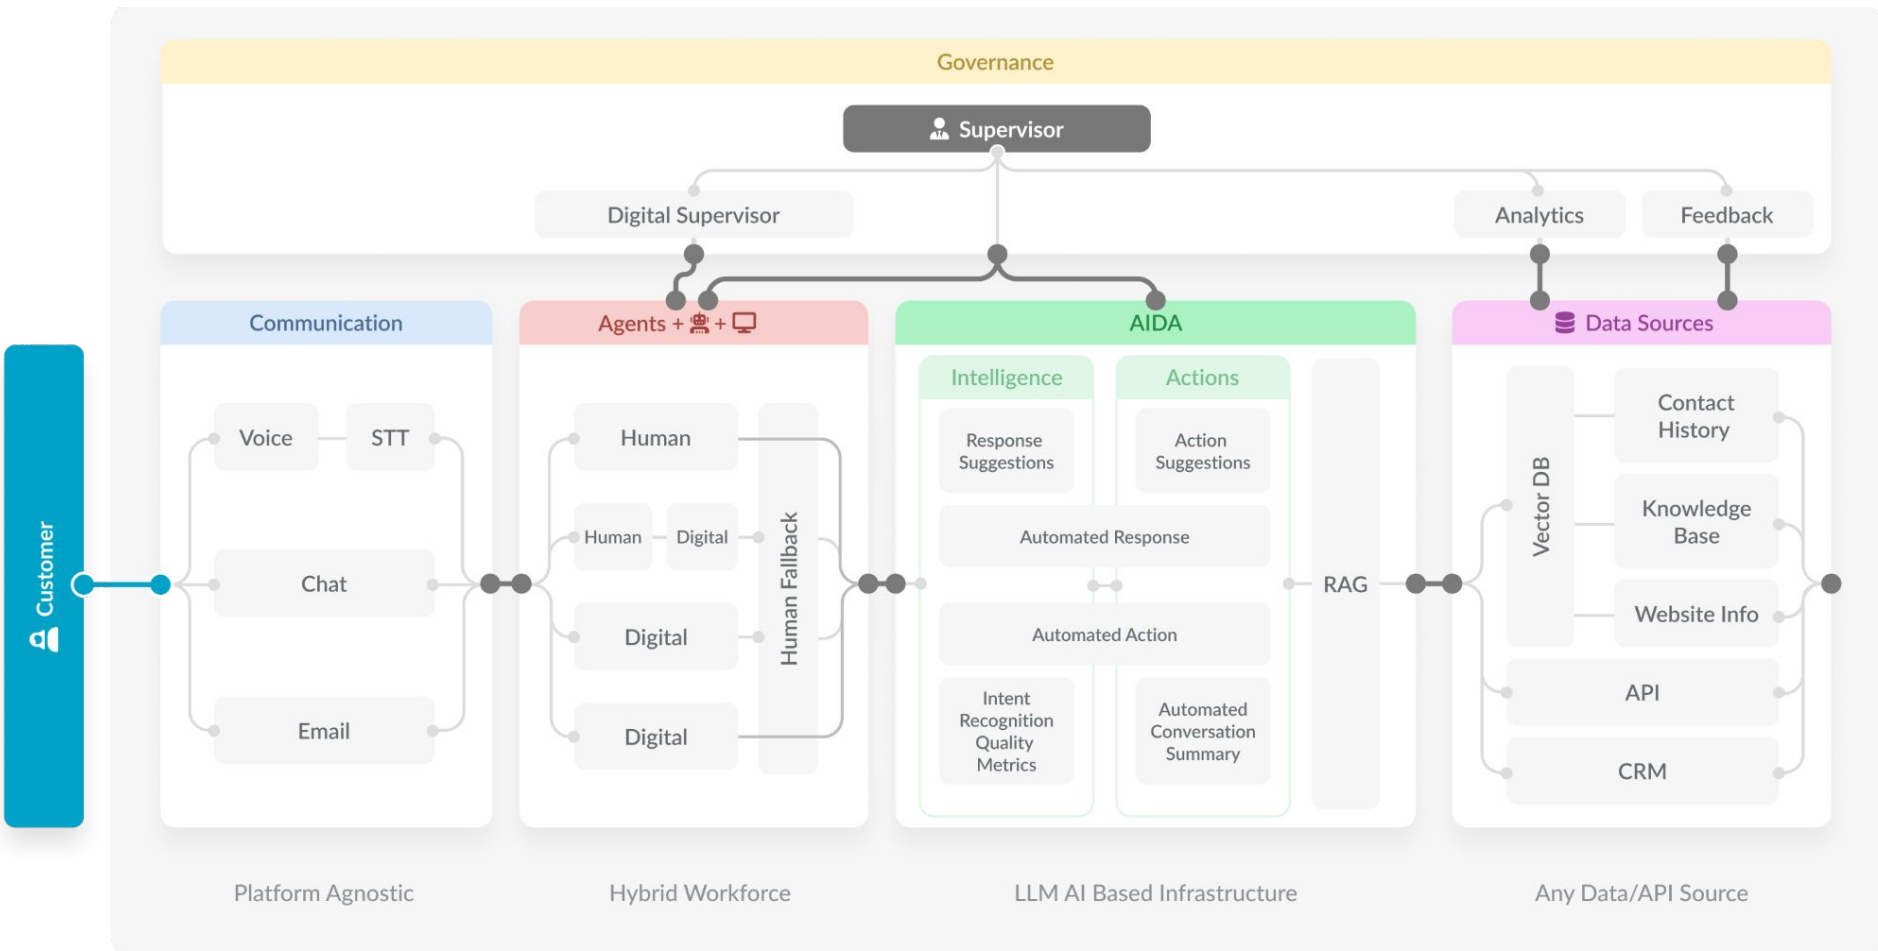 Governance
Supervisor
Digital Supervisor
Analytics
Feedback
Customer
Communication
Voice
STT
Chat
Email
Platform Agnostic
Agents + +
Human
Human
Digital
Digital
Digital
Human Fallback
Hybrid Workforce
AIDA
Intelligence
Actions
Response
Suggestions
Action
Suggestions
Automated Response
Automated Action
Intent
Recognition
Quality
Metrics
Automated
Conversation
Summary
RAG
LLM AI Based Infrastructure
Data Sources
Vector DB
Contact
History
Knowledge
Base
Website Info
API
CRM
Any Data/API Source